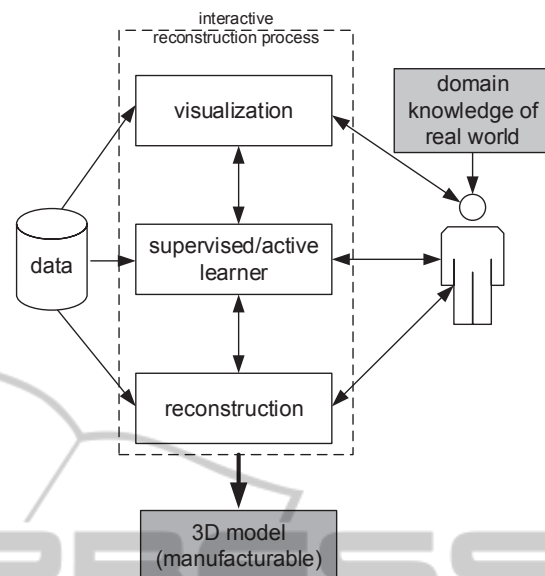 interactive
reconstruction process
visualization
domain
knowledge of
real world
data
supervised/active
learner
reconstruction
3D model
(manufacturable)